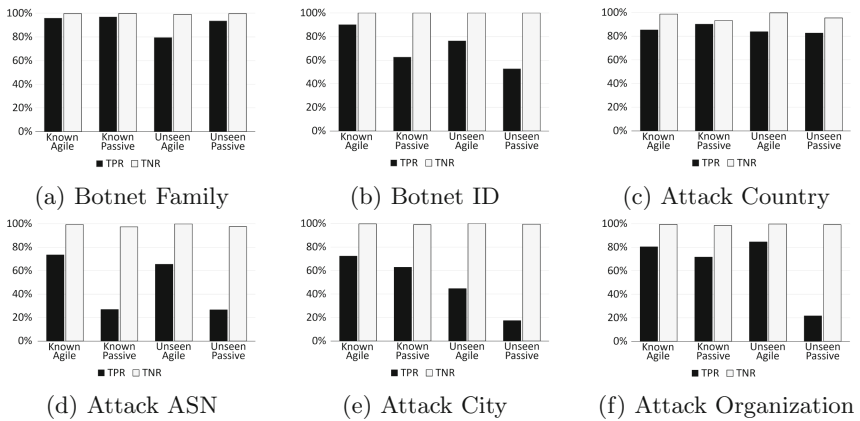 100%
80%
60%
40%
20%
0%
Known Agile
Known Passive
Unseen Agile
Unseen Passive
TPR TNR
(a) Botnet Family
100%
80%
60%
40%
20%
0%
Known Agile
Known Passive
Unseen Agile
Unseen Passive
TPR TNR
(b) Botnet ID
100%
80%
60%
40%
20%
0%
Known Agile
Known Passive
Unseen Agile
Unseen Passive
TPR TNR
(c) Attack Country
100%
80%
60%
40%
20%
0%
Known Agile
Known Passive
Unseen Agile
Unseen Passive
TPR TNR
(d) Attack ASN
100%
80%
60%
40%
20%
0%
Known Agile
Known Passive
Unseen Agile
Unseen Passive
TPR TNR
(e) Attack City
100%
80%
60%
40%
20%
0%
Known Agile
Known Passive
Unseen Agile
Unseen Passive
TPR TNR
(f) Attack Organization